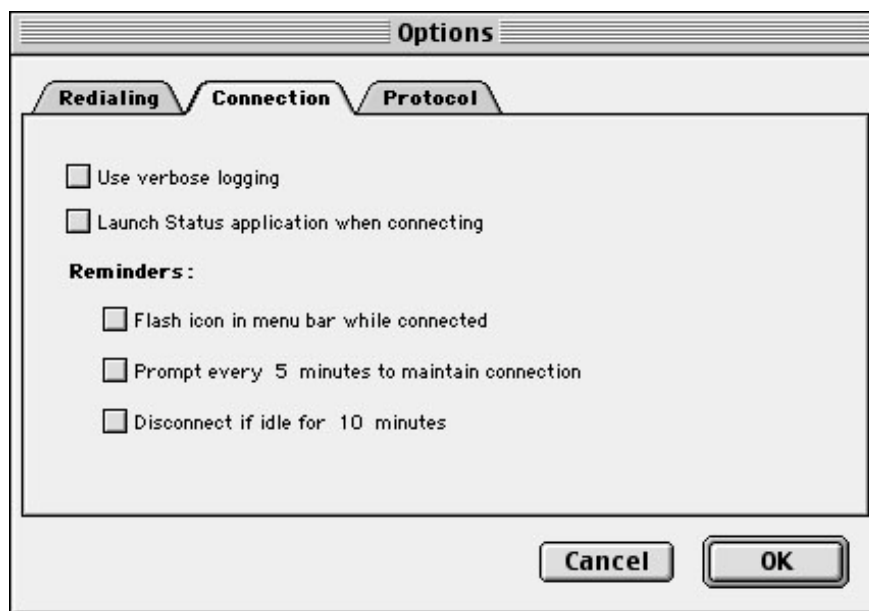 Options
Redialing Connection Protocol
Use verbose logging
Launch Status application when connecting
Reminders:
Flash icon in menu bar while connected
Prompt every 5 minutes to maintain connection
Disconnect if idle for 10 minutes
Cancel OK